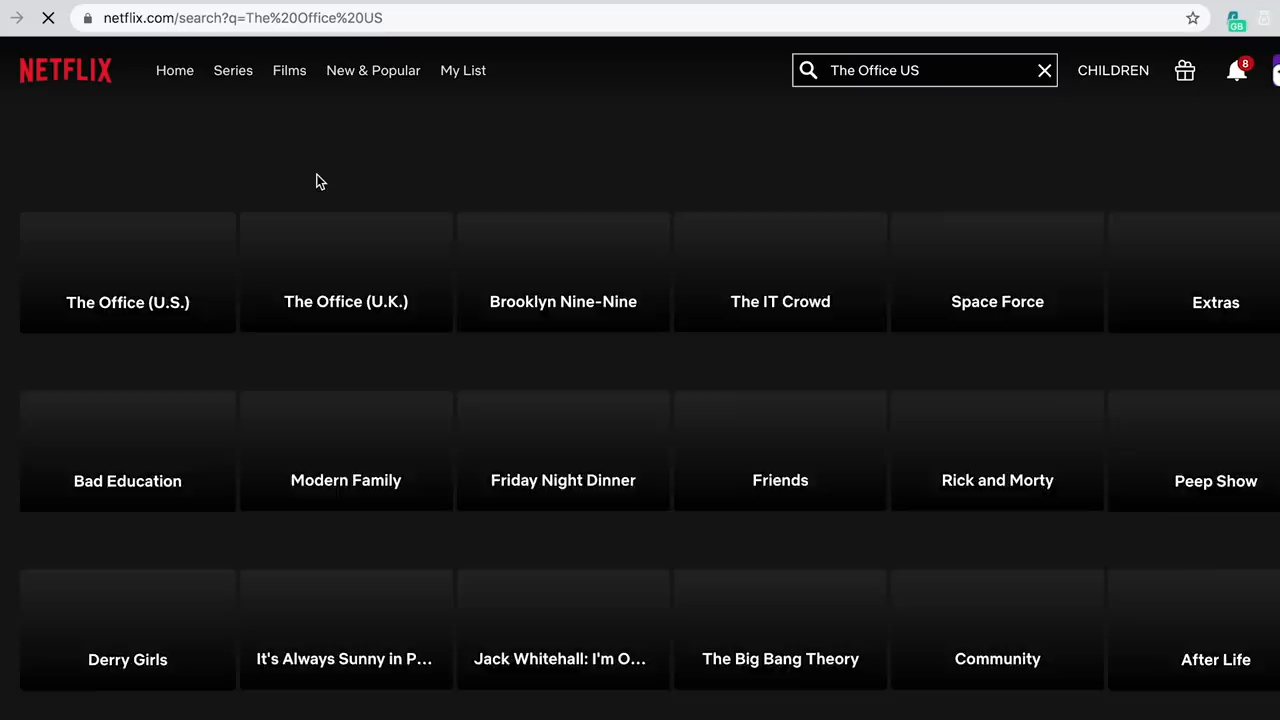 netflix.com/search?q=The%20Office%20US
GB
NETFLIX Home Series Films New & Popular My List The Office US CHILDREN 8
The Office (U.S.) The Office (U.K.) Brooklyn Nine-Nine The IT Crowd Space Force Extras
Bad Education Modern Family Friday Night Dinner Friends Rick and Morty Peep Show
Derry Girls It's Always Sunny in P... Jack Whitehall: I'm O... The Big Bang Theory Community After Life